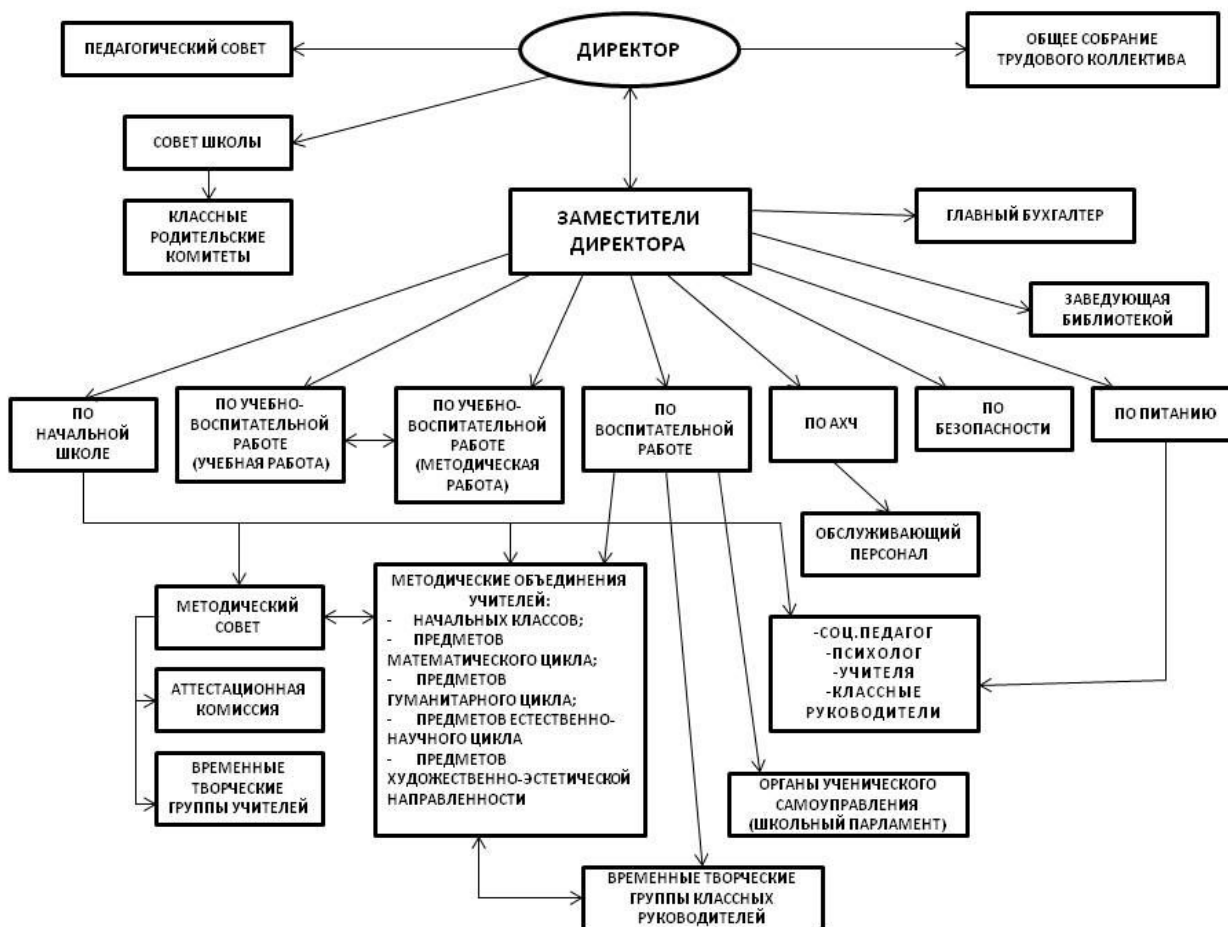 ДИРЕКТОР
ПЕДАГОГИЧЕСКИЙ СОВЕТ
ОБЩЕЕ СОБРАНИЕ
ТРУДОВОГО КОЛЛЕКТИВА
СОВЕТ ШКОЛЫ
КЛАССНЫЕ
РОДИТЕЛЬСКИЕ
КОМИТЕТЫ
ЗАМЕСТИТЕЛИ
ДИРЕКТОРА
ГЛАВНЫЙ БУХГАЛТЕР
ЗАВЕДУЮЩАЯ
БИБЛИОТЕКОЙ
ПО
НАЧАЛЬНОЙ
ШКОЛЕ
ПО УЧЕБНО-
ВОСПИТАТЕЛЬНОЙ
РАБОТЕ
(УЧЕБНАЯ РАБОТА)
ПО УЧЕБНО-
ВОСПИТАТЕЛЬНОЙ
РАБОТЕ
(МЕТОДИЧЕСКАЯ
РАБОТА)
ПО
ВОСПИТАТЕЛЬНОЙ
РАБОТЕ
ПО АХЧ
ПО
БЕЗОПАСНОСТИ
ПО ПИТАНИЮ
ОБСЛУЖИВАЮЩИЙ
ПЕРСОНАЛ
МЕТОДИЧЕСКИЙ
СОВЕТ
АТТЕСТАЦИОННАЯ
КОМИССИЯ
ВРЕМЕННЫЕ
ТВОРЧЕСКИЕ
ГРУППЫ УЧИТЕЛЕЙ
МЕТОДИЧЕСКИЕ ОБЪЕДИНЕНИЯ
УЧИТЕЛЕЙ:
- НАЧАЛЬНЫХ КЛАССОВ;
- ПРЕДМЕТОВ
МАТЕМАТИЧЕСКОГО ЦИКЛА;
- ПРЕДМЕТОВ
ГУМАНИТАРНОГО ЦИКЛА;
- ПРЕДМЕТОВ ЕСТЕСТВЕННО-
НАУЧНОГО ЦИКЛА
- ПРЕДМЕТОВ
ХУДОЖЕСТВЕННО-ЭСТЕТИЧЕСКОЙ
НАПРАВЛЕННОСТИ
-СОЦ.ПЕДАГОГ
-ПСИХОЛОГ
-УЧИТЕЛЯ
-КЛАССНЫЕ
РУКОВОДИТЕЛИ
ОРГАНЫ УЧЕНИЧЕСКОГО
САМОУПРАВЛЕНИЯ
(ШКОЛЬНЫЙ ПАРЛАМЕНТ)
ВРЕМЕННЫЕ ТВОРЧЕСКИЕ
ГРУППЫ КЛАССНЫХ
РУКОВОДИТЕЛЕЙ